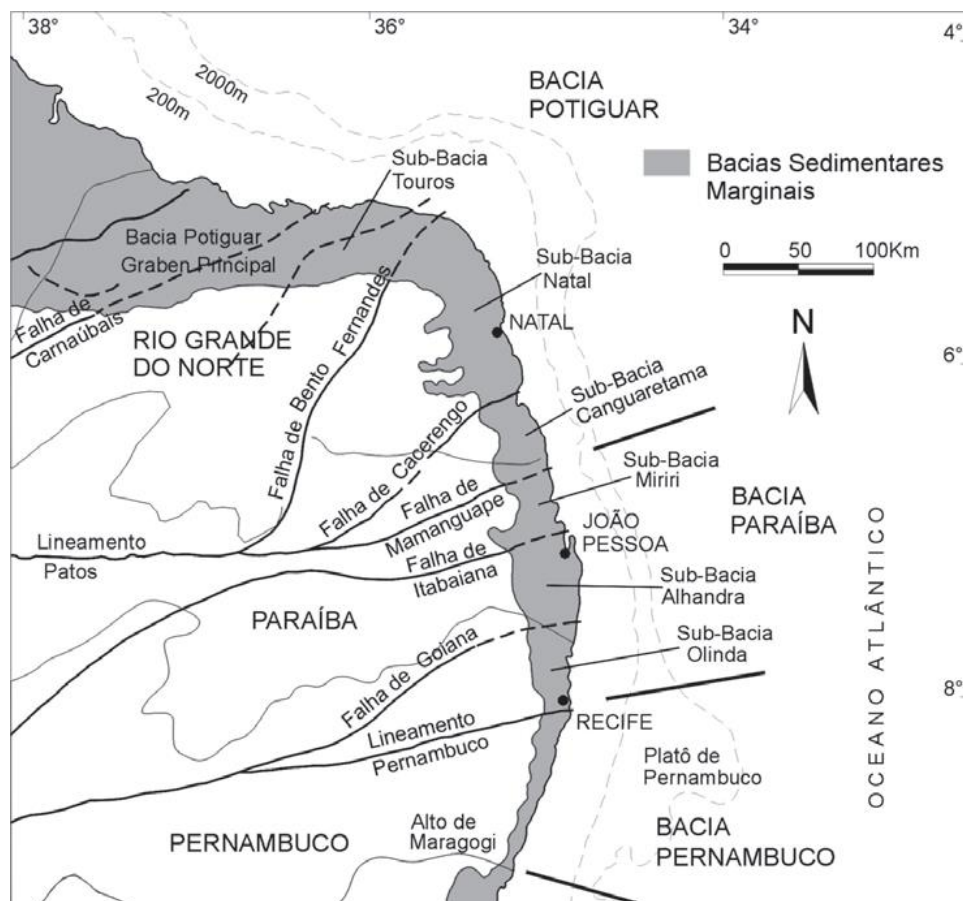 38°
36°
34°
4°
2000m
200m
BACIA
POTIGUAR
Sub-Bacia
Touros
Bacias Sedimentares
Marginais
Bacia Potiguar
Graben Principal
0 50 100Km
Sub-Bacia
Natal
NATAL
N
Falha de
Carnaúbais
RIO GRANDE
DO NORTE
Falha de Bento Fernandes
6°
Sub-Bacia
Canguaretama
Falha de Cacerengo
Sub-Bacia
Miriri
Falha de
Mamanguape
BACIA
PARAÍBA
JOÃO
PESSOA
Lineamento
Patos
Falha de
Itabaiana
Sub-Bacia
Alhandra
PARAÍBA
Sub-Bacia
Olinda
Falha de Goiana
8°
RECIFE
Lineamento
Pernambuco
OCEANO ATLÂNTICO
Platô de
Pernambuco
PERNAMBUCO
Alto de
Maragogi
BACIA
PERNAMBUCO